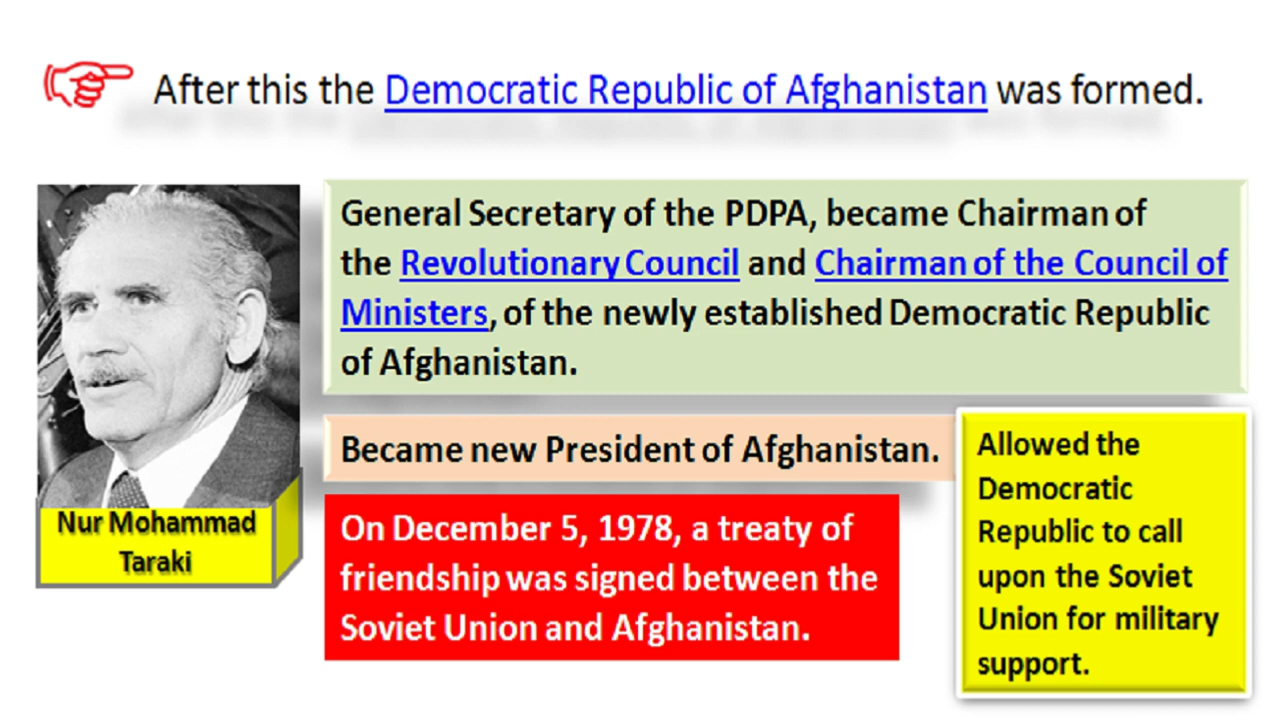 After this the Democratic Republic of Afghanistan was formed.
General Secretary of the PDPA, became Chairman of
the Revolutionary Council and Chairman of the Council of
Ministers, of the newly established Democratic Republic
of Afghanistan.
Became new President of Afghanistan.
Nur Mohammad
Taraki
On December 5, 1978, a treaty of
friendship was signed between the
Soviet Union and Afghanistan.
Allowed the
Democratic
Republic to call
upon the Soviet
Union for military
support.